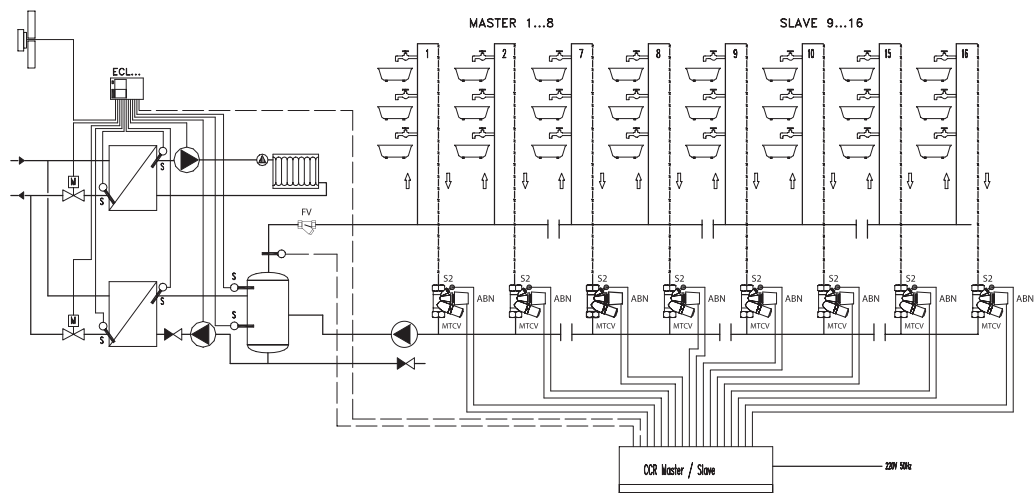 MASTER 1...8
SLAVE 9...16
ECL...
1
2
7
8
9
10
15
16
S
M
S
FV
S
S
M
S
S
S2 S2 S2 S2 S2 S2 S2 S2
ABN ABN ABN ABN ABN ABN ABN ABN
MTCV MTCV MTCV MTCV MTCV MTCV MTCV MTCV
CCR Master / Slave
220V 50Hz